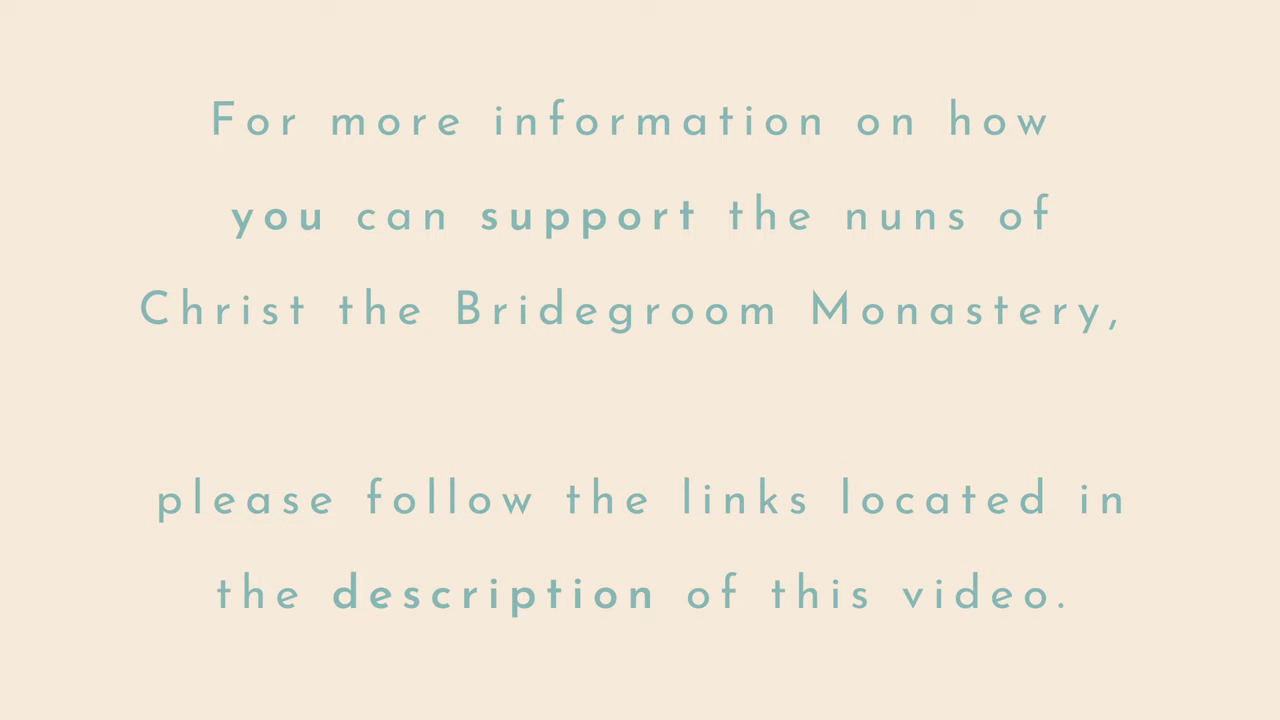 For more information on how
you can support the nuns of
Christ the Bridegroom Monastery,
please follow the links located in
the description of this video.